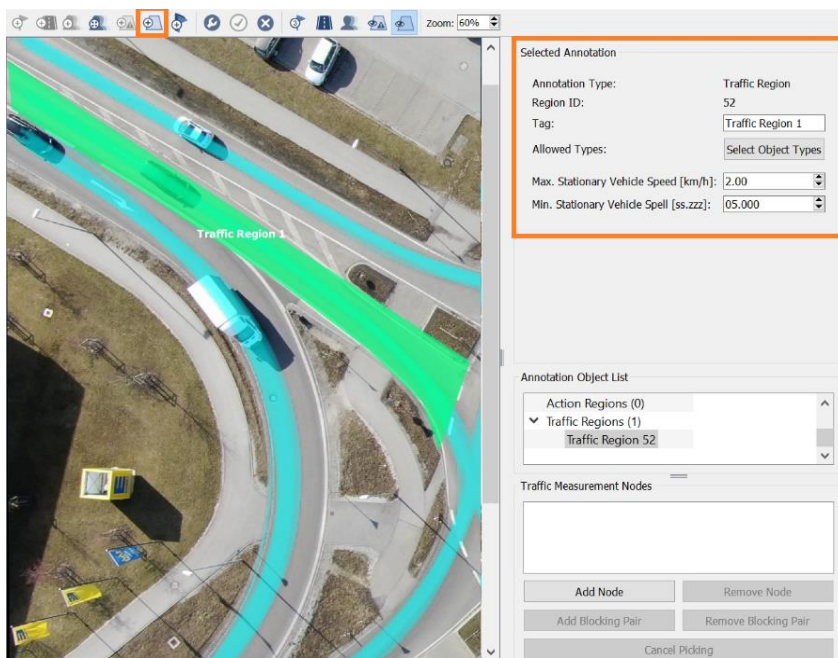 Zoom: 60%
Selected Annotation
Annotation Type: Traffic Region
Region ID: 52
Tag: Traffic Region 1
Allowed Types: Select Object Types
Max. Stationary Vehicle Speed [km/h]: 2.00
Min. Stationary Vehicle Spell [ss.zzz]: 05.000
Traffic Region 1
Annotation Object List
Action Regions (0)
Traffic Regions (1)
Traffic Region 52
Traffic Measurement Nodes
Add Node Remove Node
Add Blocking Pair Remove Blocking Pair
Cancel Picking